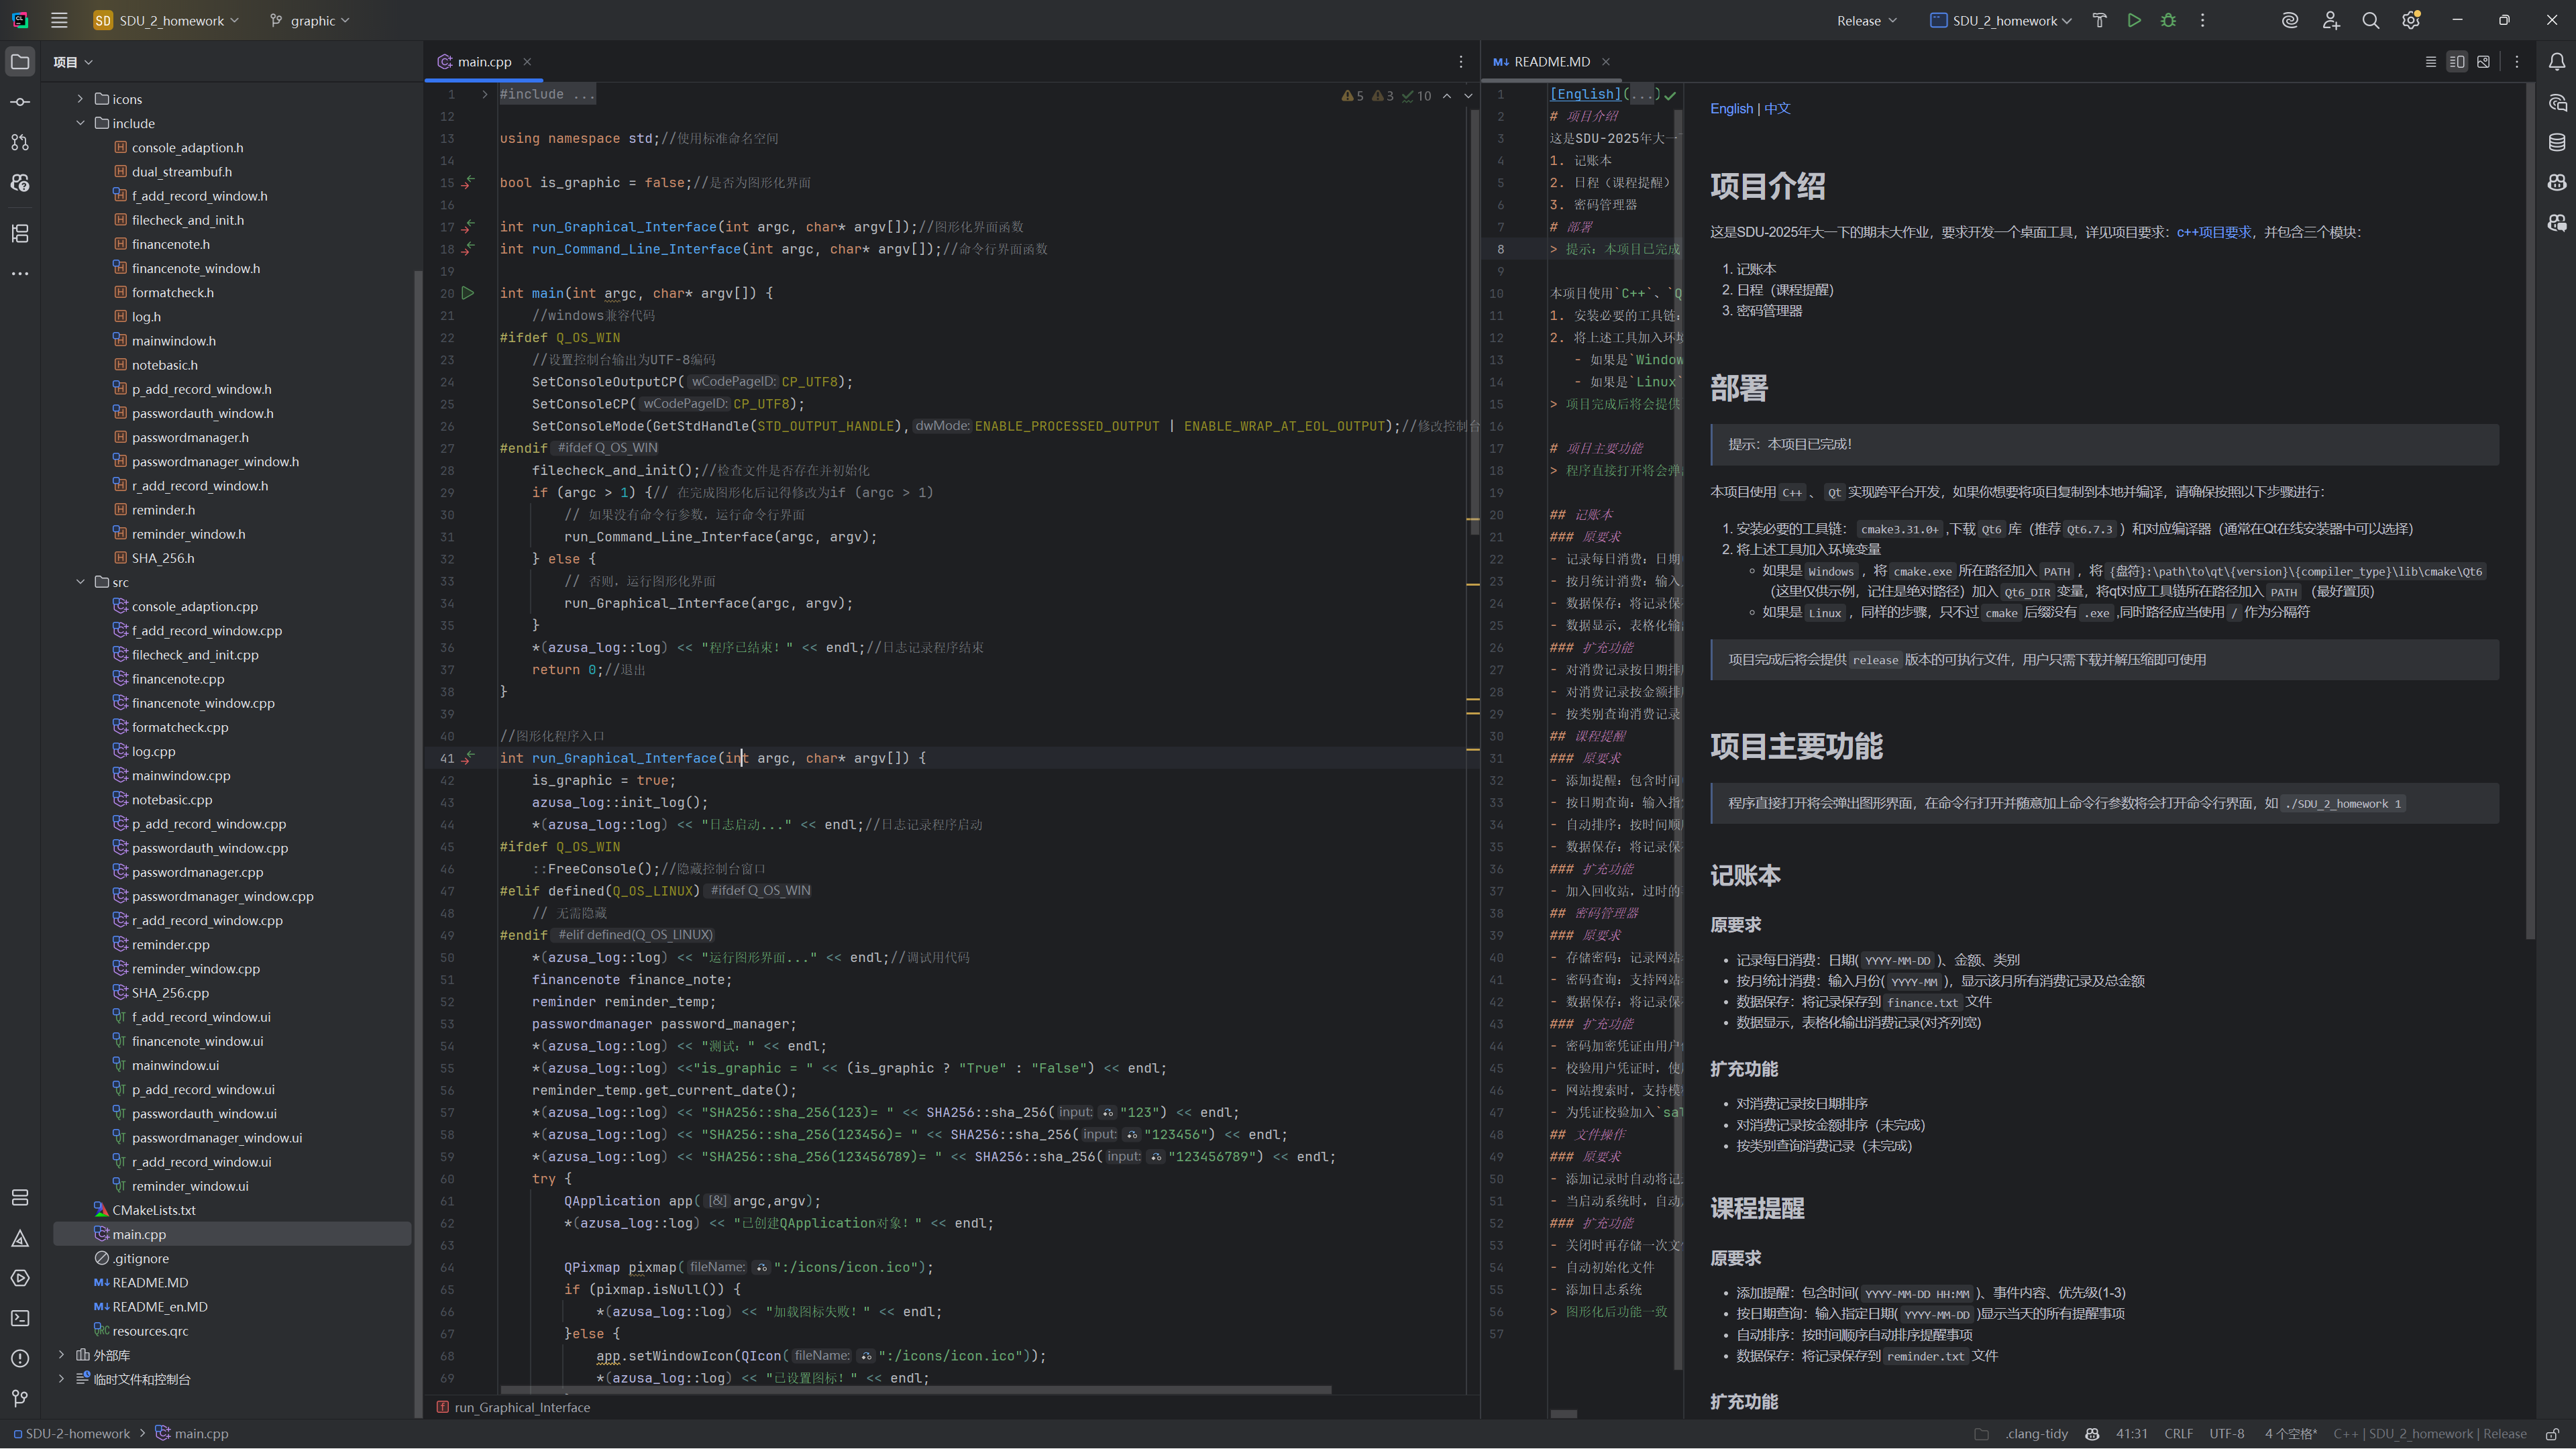 SD SDU_2_homework graphic Release SDU_2_homework
项目
icons
include
console_adaption.h
dual_streambuf.h
f_add_record_window.h
filecheck_and_init.h
financenote.h
financenote_window.h
formatcheck.h
log.h
mainwindow.h
notebasic.h
p_add_record_window.h
passwordauth_window.h
passwordmanager.h
passwordmanager_window.h
r_add_record_window.h
reminder.h
reminder_window.h
SHA_256.h
src
console_adaption.cpp
f_add_record_window.cpp
filecheck_and_init.cpp
financenote.cpp
financenote_window.cpp
formatcheck.cpp
log.cpp
mainwindow.cpp
notebasic.cpp
p_add_record_window.cpp
passwordauth_window.cpp
passwordmanager.cpp
passwordmanager_window.cpp
r_add_record_window.cpp
reminder.cpp
reminder_window.cpp
SHA_256.cpp
f_add_record_window.ui
financenote_window.ui
mainwindow.ui
p_add_record_window.ui
passwordauth_window.ui
passwordmanager_window.ui
r_add_record_window.ui
reminder_window.ui
CMakeLists.txt
main.cpp
.gitignore
README.MD
README_en.MD
resources.qrc
外部库
临时文件和控制台
main.cpp
5 3 10
1 #include ...
12
13 using namespace std;//使用标准命名空间
14
15 bool is_graphic = false;//是否为图形化界面
16
17 int run_Graphical_Interface(int argc, char* argv[]);//图形化界面函数
18 int run_Command_Line_Interface(int argc, char* argv[]);//命令行界面函数
19
20 int main(int argc, char* argv[]) {
21 //windows兼容代码
22 #ifdef Q_OS_WIN
23 //设置控制台输出为UTF-8编码
24 SetConsoleOutputCP( wCodePageID: CP_UTF8);
25 SetConsoleCP( wCodePageID: CP_UTF8);
26 SetConsoleMode(GetStdHandle(STD_OUTPUT_HANDLE), dwMode: ENABLE_PROCESSED_OUTPUT | ENABLE_WRAP_AT_EOL_OUTPUT);//修改控制台
27 #endif #ifdef Q_OS_WIN
28 filecheck_and_init();//检查文件是否存在并初始化
29 if (argc > 1) {// 在完成图形化后记得修改为if (argc > 1)
30 // 如果没有命令行参数，运行命令行界面
31 run_Command_Line_Interface(argc, argv);
32 } else {
33 // 否则，运行图形化界面
34 run_Graphical_Interface(argc, argv);
35 }
36 *(azusa_log::log) << "程序已结束！" << endl;//日志记录程序结束
37 return 0;//退出
38 }
39
40 //图形化程序入口
41 int run_Graphical_Interface(int argc, char* argv[]) {
42 is_graphic = true;
43 azusa_log::init_log();
44 *(azusa_log::log) << "日志启动..." << endl;//日志记录程序启动
45 #ifdef Q_OS_WIN
46 ::FreeConsole();//隐藏控制台窗口
47 #elif defined(Q_OS_LINUX) #ifdef Q_OS_WIN
48 // 无需隐藏
49 #endif #elif defined(Q_OS_LINUX)
50 *(azusa_log::log) << "运行图形界面..." << endl;//调试用代码
51 financenote finance_note;
52 reminder reminder_temp;
53 passwordmanager password_manager;
54 *(azusa_log::log) << "测试：" << endl;
55 *(azusa_log::log) <<"is_graphic = " << (is_graphic ? "True" : "False") << endl;
56 reminder_temp.get_current_date();
57 *(azusa_log::log) << "SHA256::sha_256(123)= " << SHA256::sha_256( input: "123") << endl;
58 *(azusa_log::log) << "SHA256::sha_256(123456)= " << SHA256::sha_256( input: "123456") << endl;
59 *(azusa_log::log) << "SHA256::sha_256(123456789)= " << SHA256::sha_256( input: "123456789") << endl;
60 try {
61 QApplication app( [&] argc,argv);
62 *(azusa_log::log) << "已创建QApplication对象！" << endl;
63
64 QPixmap pixmap( fileName: ":/icons/icon.ico");
65 if (pixmap.isNull()) {
66 *(azusa_log::log) << "加载图标失败！" << endl;
67 }else {
68 app.setWindowIcon(QIcon( fileName: ":/icons/icon.ico"));
69 *(azusa_log::log) << "已设置图标！" << endl;
run_Graphical_Interface
README.MD
1 [English](...)
2 # 项目介绍
3 这是SDU-2025年大一
4 1. 记账本
5 2. 日程（课程提醒）
6 3. 密码管理器
7 # 部署
8 > 提示：本项目已完成
9
10 本项目使用`C++`、`Q
11 1. 安装必要的工具链：
12 2. 将上述工具加入环境
13 - 如果是`Window
14 - 如果是`Linux`
15 > 项目完成后将会提供
16
17 # 项目主要功能
18 > 程序直接打开将会弹
19
20 ## 记账本
21 ### 原要求
22 - 记录每日消费：日期
23 - 按月统计消费：输入
24 - 数据保存：将记录保
25 - 数据显示，表格化输
26 ### 扩充功能
27 - 对消费记录按日期排
28 - 对消费记录按金额排
29 - 按类别查询消费记录
30 ## 课程提醒
31 ### 原要求
32 - 添加提醒：包含时间
33 - 按日期查询：输入指
34 - 自动排序：按时间顺
35 - 数据保存：将记录保
36 ### 扩充功能
37 - 加入回收站，过时的
38 ## 密码管理器
39 ### 原要求
40 - 存储密码：记录网站
41 - 密码查询：支持网站
42 - 数据保存：将记录保
43 ### 扩充功能
44 - 密码加密凭证由用户
45 - 校验用户凭证时，使
46 - 网站搜索时，支持模
47 - 为凭证校验加入`sal
48 ## 文件操作
49 ### 原要求
50 - 添加记录时自动将记
51 - 当启动系统时，自动
52 ### 扩充功能
53 - 关闭时再存储一次文
54 - 自动初始化文件
55 - 添加日志系统
56 > 图形化后功能一致
57
English | 中文
项目介绍
这是SDU-2025年大一下的期末大作业，要求开发一个桌面工具，详见项目要求：c++项目要求，并包含三个模块：
1. 记账本
2. 日程（课程提醒）
3. 密码管理器
部署
提示：本项目已完成！
本项目使用 C++ 、 Qt 实现跨平台开发，如果你想要将项目复制到本地并编译，请确保按照以下步骤进行：
1. 安装必要的工具链： cmake3.31.0+ ,下载 Qt6 库（推荐 Qt6.7.3 ）和对应编译器（通常在Qt在线安装器中可以选择）
2. 将上述工具加入环境变量
如果是 Windows ，将 cmake.exe 所在路径加入 PATH ，将 {盘符}:\path\to\qt\{version}\{compiler_type}\lib\cmake\Qt6
（这里仅供示例，记住是绝对路径）加入 Qt6_DIR 变量，将qt对应工具链所在路径加入 PATH （最好置顶）
如果是 Linux ，同样的步骤，只不过 cmake 后缀没有 .exe ,同时路径应当使用 / 作为分隔符
项目完成后将会提供 release 版本的可执行文件，用户只需下载并解压缩即可使用
项目主要功能
程序直接打开将会弹出图形界面，在命令行打开并随意加上命令行参数将会打开命令行界面，如 ./SDU_2_homework 1
记账本
原要求
• 记录每日消费：日期( YYYY-MM-DD )、金额、类别
• 按月统计消费：输入月份( YYYY-MM )，显示该月所有消费记录及总金额
• 数据保存：将记录保存到 finance.txt 文件
• 数据显示，表格化输出消费记录(对齐列宽)
扩充功能
• 对消费记录按日期排序
• 对消费记录按金额排序（未完成）
• 按类别查询消费记录（未完成）
课程提醒
原要求
• 添加提醒：包含时间( YYYY-MM-DD HH:MM )、事件内容、优先级(1-3)
• 按日期查询：输入指定日期( YYYY-MM-DD )显示当天的所有提醒事项
• 自动排序：按时间顺序自动排序提醒事项
• 数据保存：将记录保存到 reminder.txt 文件
扩充功能
SDU-2-homework main.cpp .clang-tidy 41:31 CRLF UTF-8 4 个空格* C++ | SDU_2_homework | Release